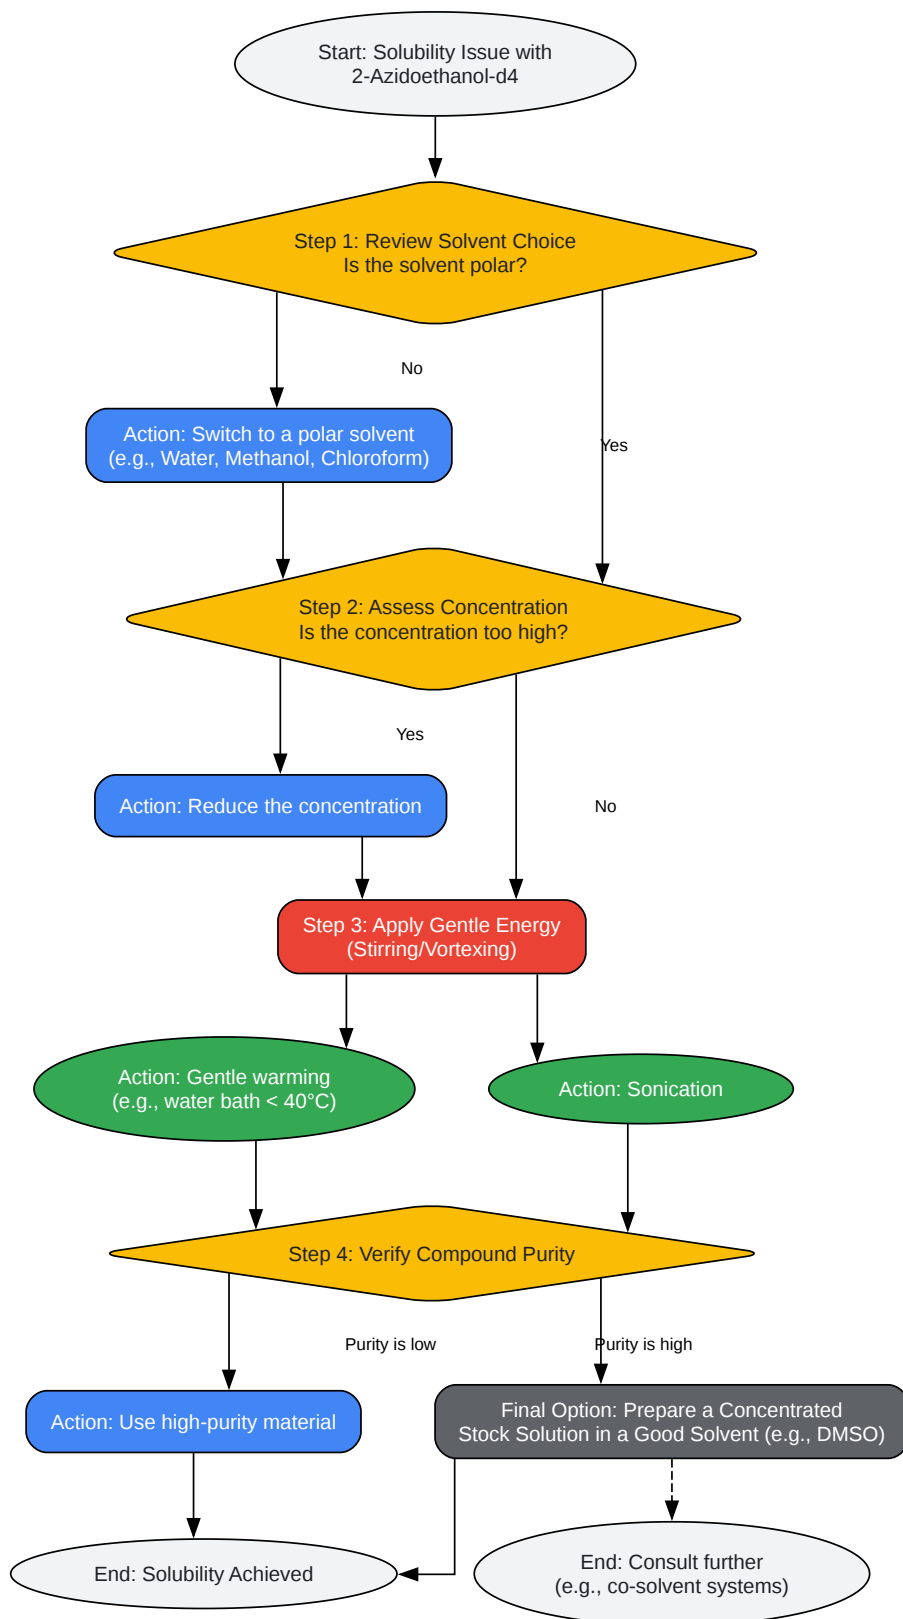 Start: Solubility Issue with
2-Azidoethanol-d4
Step 1: Review Solvent Choice
Is the solvent polar?
No
Action: Switch to a polar solvent
(e.g., Water, Methanol, Chloroform)
Yes
Step 2: Assess Concentration
Is the concentration too high?
Yes
Action: Reduce the concentration
No
Step 3: Apply Gentle Energy
(Stirring/Vortexing)
Action: Gentle warming
(e.g., water bath < 40°C)
Action: Sonication
Step 4: Verify Compound Purity
Purity is low
Purity is high
Action: Use high-purity material
Final Option: Prepare a Concentrated
Stock Solution in a Good Solvent (e.g., DMSO)
End: Solubility Achieved
End: Consult further
(e.g., co-solvent systems)